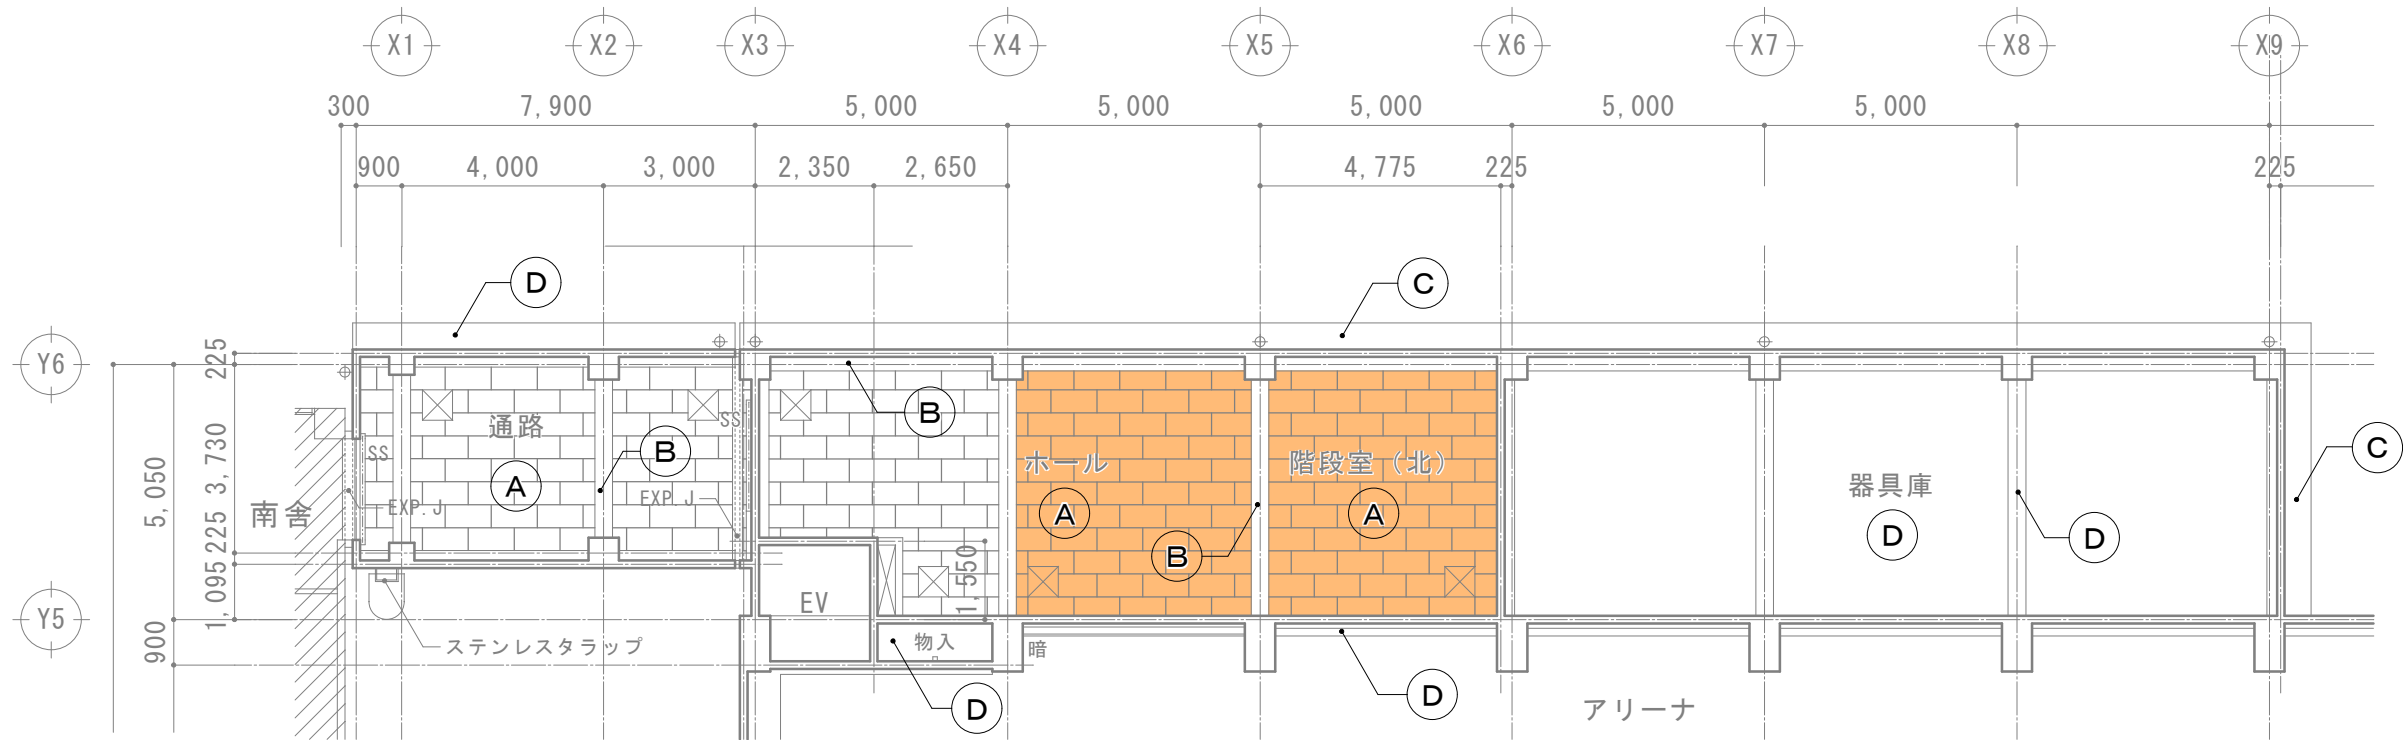 X1 X2 X3 X4 X5 X6 X7 X8 X9
300 7,900 5,000 5,000 5,000 5,000 5,000
900 4,000 3,000 2,350 2,650 4,775 225 225
D
C
Y6
225
B
通路
SS
SS
B
3,730
5,050
A
EXP.J
EXP.J
南舎
225
ホール
A
階段室（北）
A
B
器具庫
D
D
C
1,550
1,095
EV
Y5
900
ステンレスタラップ
物入
暗
D
D
アリーナ